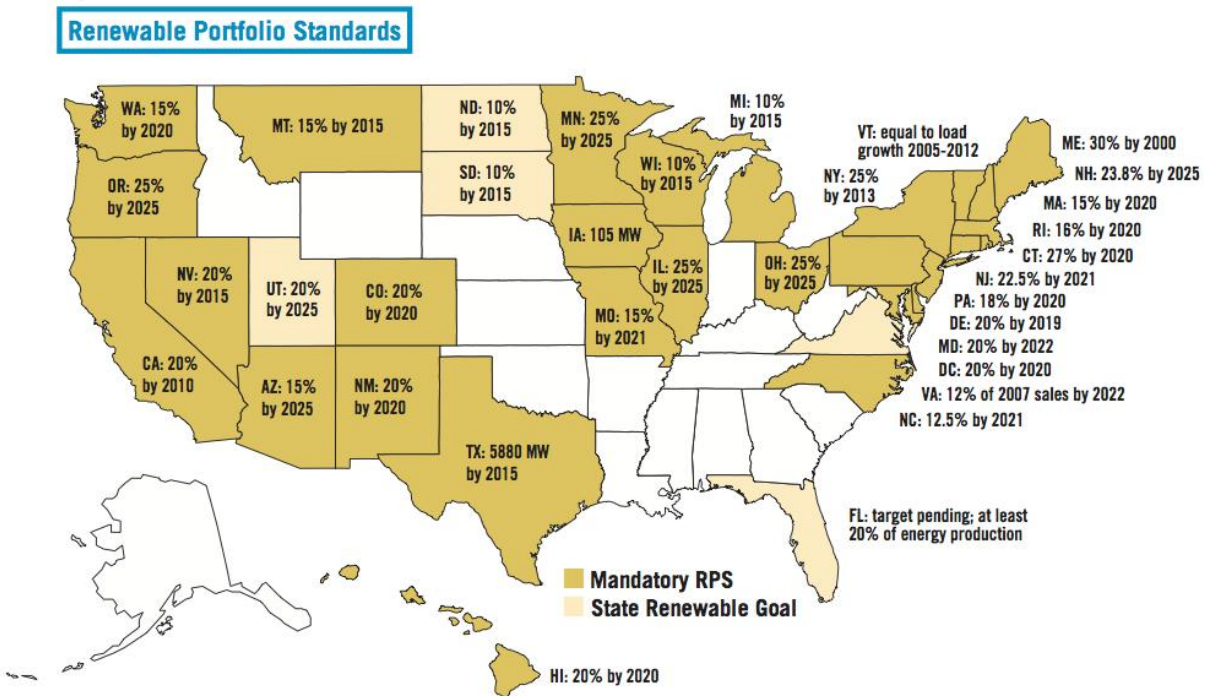 Renewable Portfolio Standards
WA: 15%
by 2020
MT: 15% by 2015
ND: 10%
by 2015
MN: 25%
by 2025
MI: 10%
by 2015
VT: equal to load
growth 2005-2012
ME: 30% by 2000
OR: 25%
by 2025
SD: 10%
by 2015
WI: 10%
by 2015
NY: 25%
by 2013
NH: 23.8% by 2025
MA: 15% by 2020
RI: 16% by 2020
CT: 27% by 2020
NJ: 22.5% by 2021
PA: 18% by 2020
DE: 20% by 2019
MD: 20% by 2022
DC: 20% by 2020
VA: 12% of 2007 sales by 2022
NC: 12.5% by 2021
NV: 20%
by 2015
UT: 20%
by 2025
CO: 20%
by 2020
IA: 105 MW
IL: 25%
by 2025
OH: 25%
by 2025
MO: 15%
by 2021
CA: 20%
by 2010
AZ: 15%
by 2025
NM: 20%
by 2020
TX: 5880 MW
by 2015
FL: target pending; at least
20% of energy production
Mandatory RPS
State Renewable Goal
HI: 20% by 2020